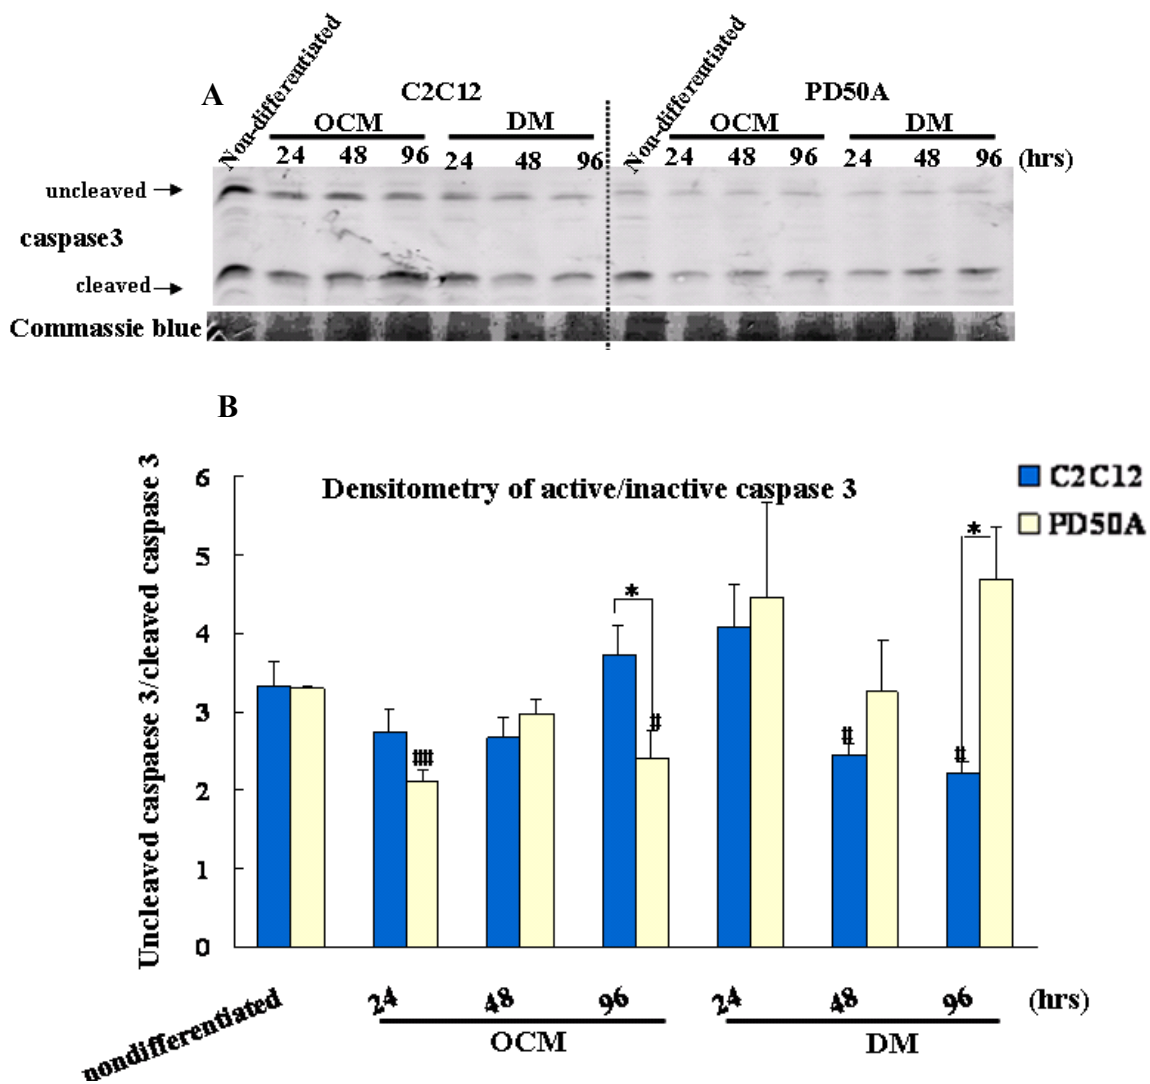 A
Non-differentiated
C2C12
Non-differentiated
PD50A
OCM
DM
OCM
DM
24 48 96 24 48 96 24 48 96 24 48 96 (hrs)
uncleaved
caspase3
cleaved
Commassie blue
B
Densitometry of active/inactive caspase 3
C2C12
PD50A
Uncleaved caspaese 3/cleaved caspase 3
6
5
4
3
2
1
0
*
*
##
#
#
#
nondifferentiated
24 48 96 24 48 96 (hrs)
OCM
DM